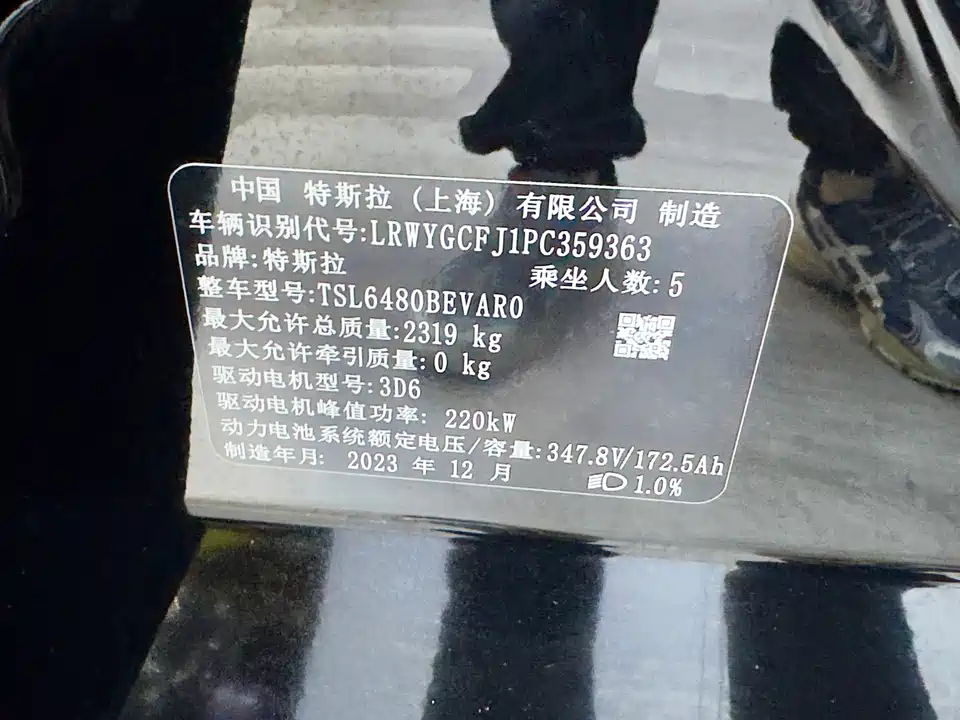 中国 特斯拉（上海）有限公司 制造
车辆识别代号:LRWYGCFJ1PC359363
品牌:特斯拉 乘坐人数:5
整车型号:TSL6480BEVAR0
最大允许总质量:2319 kg
最大允许牵引质量:0 kg
驱动电机型号:3D6
驱动电机峰值功率: 220kW
动力电池系统额定电压/容量:347.8V/172.5Ah
制造年月: 2023 年 12 月 1.0%